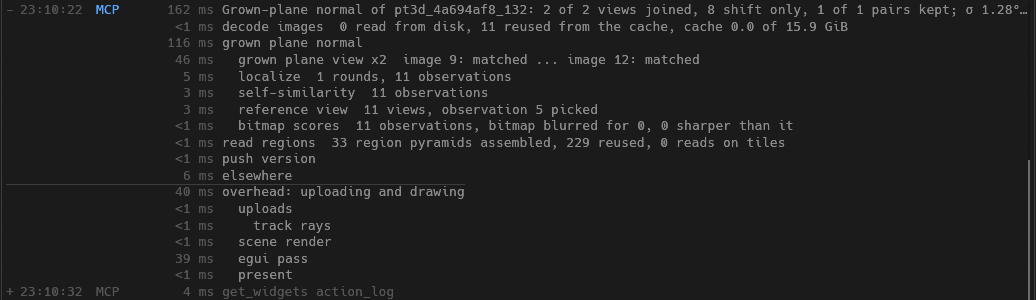 − 23:10:22 MCP 162 ms Grown-plane normal of pt3d_4a694af8_132: 2 of 2 views joined, 8 shift only, 1 of 1 pairs kept; σ 1.28°…
<1 ms decode images 0 read from disk, 11 reused from the cache, cache 0.0 of 15.9 GiB
116 ms grown plane normal
46 ms grown plane view x2 image 9: matched ... image 12: matched
5 ms localize 1 rounds, 11 observations
3 ms self-similarity 11 observations
3 ms reference view 11 views, observation 5 picked
<1 ms bitmap scores 11 observations, bitmap blurred for 0, 0 sharper than it
<1 ms read regions 33 region pyramids assembled, 229 reused, 0 reads on tiles
<1 ms push version
6 ms elsewhere
40 ms overhead: uploading and drawing
<1 ms uploads
<1 ms track rays
<1 ms scene render
39 ms egui pass
<1 ms present
+ 23:10:32 MCP 4 ms get_widgets action_log